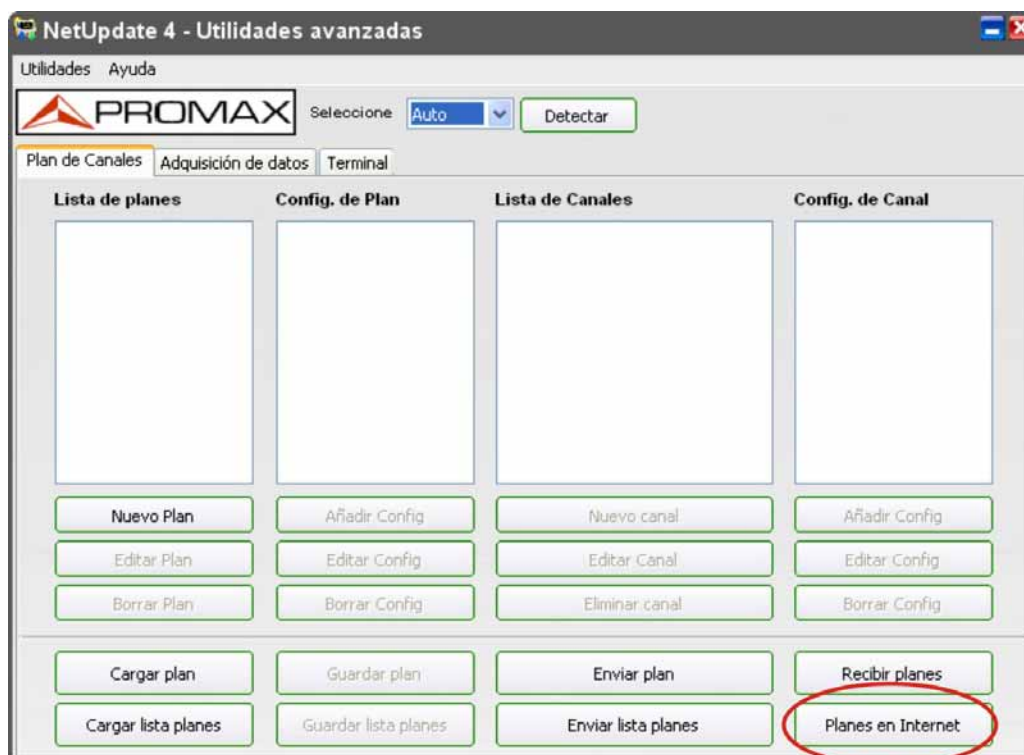 NetUpdate 4 - Utilidades avanzadas
Utilidades Ayuda
PROMAX Seleccione Auto Detectar
Plan de Canales Adquisición de datos Terminal
Lista de planes Config. de Plan Lista de Canales Config. de Canal
Nuevo Plan Añadir Config Nuevo canal Añadir Config
Editar Plan Editar Config Editar Canal Editar Config
Borrar Plan Borrar Config Eliminar canal Borrar Config
Cargar plan Guardar plan Enviar plan Recibir planes
Cargar lista planes Guardar lista planes Enviar lista planes Planes en Internet